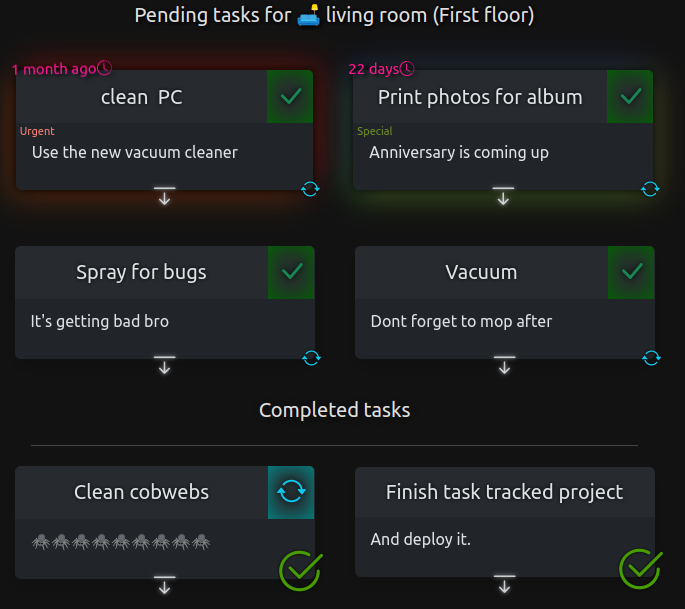 Pending tasks for 🛋️ living room (First floor)
1 month ago
22 days
clean PC
Print photos for album
Urgent
Special
Use the new vacuum cleaner
Anniversary is coming up
Spray for bugs
Vacuum
It's getting bad bro
Dont forget to mop after
Completed tasks
Clean cobwebs
Finish task tracked project
🕷🕷🕷🕷🕷🕷🕷🕷🕷
And deploy it.